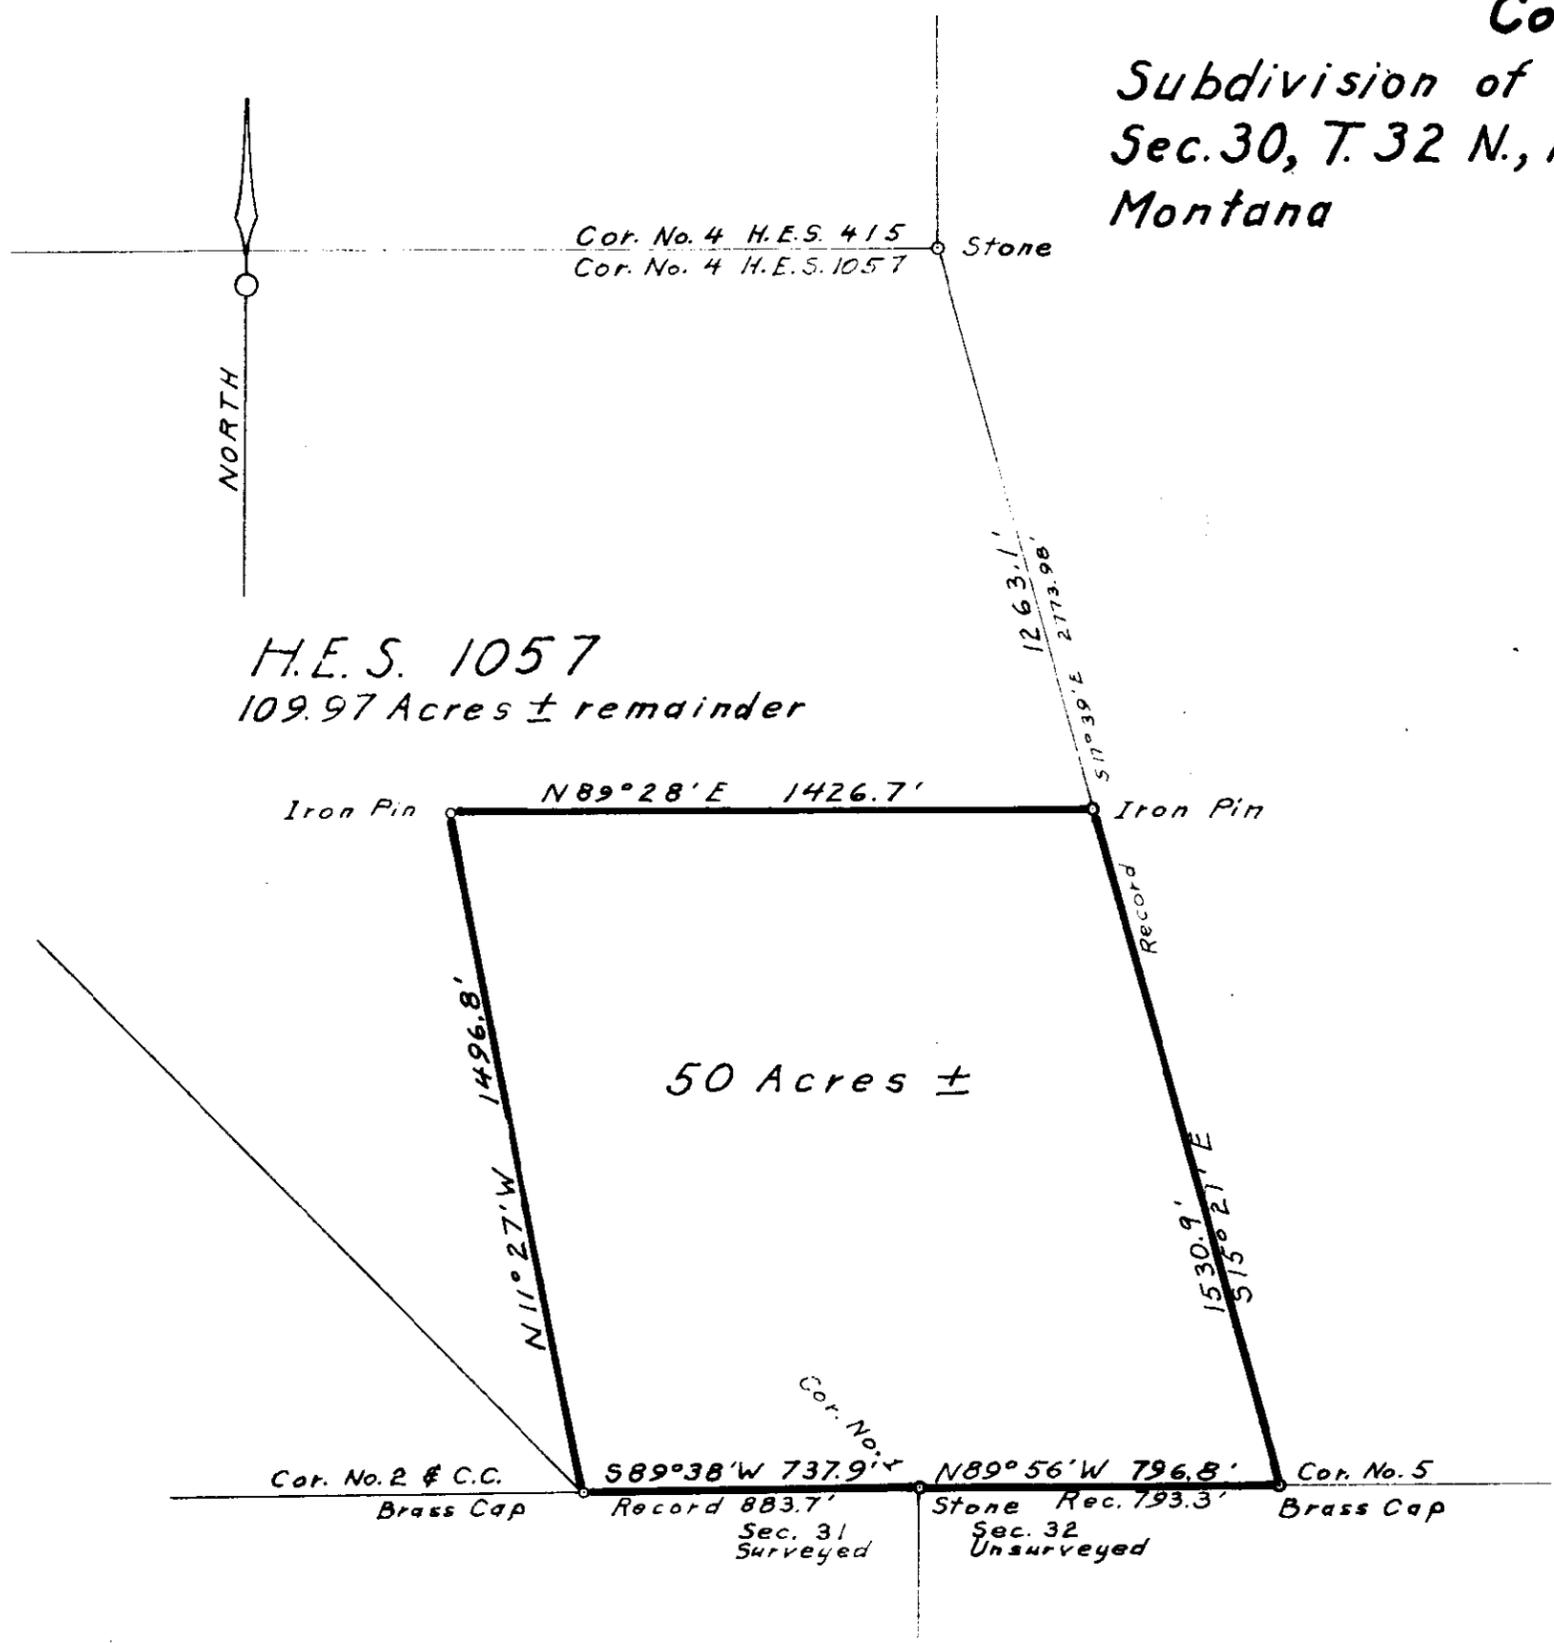 Subdivision of
Sec. 30, T. 32 N.,
Montana
Cor. No. 4 H.E.S. 415
Cor. No. 4 H.E.S. 1057
Stone
NORTH
1263.1'
S17°39'E 2773.98'
H.E.S. 1057
109.97 Acres ± remainder
N89°28'E 1426.7'
Iron Pin
Iron Pin
Record
N11°27'W 1496.8'
50 Acres ±
1530.9'
S15°21'E
Cor. No. 1
Cor. No. 2 & C.C.
S89°38'W 737.9'
N89°56'W 796.8'
Cor. No. 5
Brass Cap
Record 883.7'
Stone
Rec. 793.3'
Brass Cap
Sec. 31
Sec. 32
Surveyed
Unsurveyed